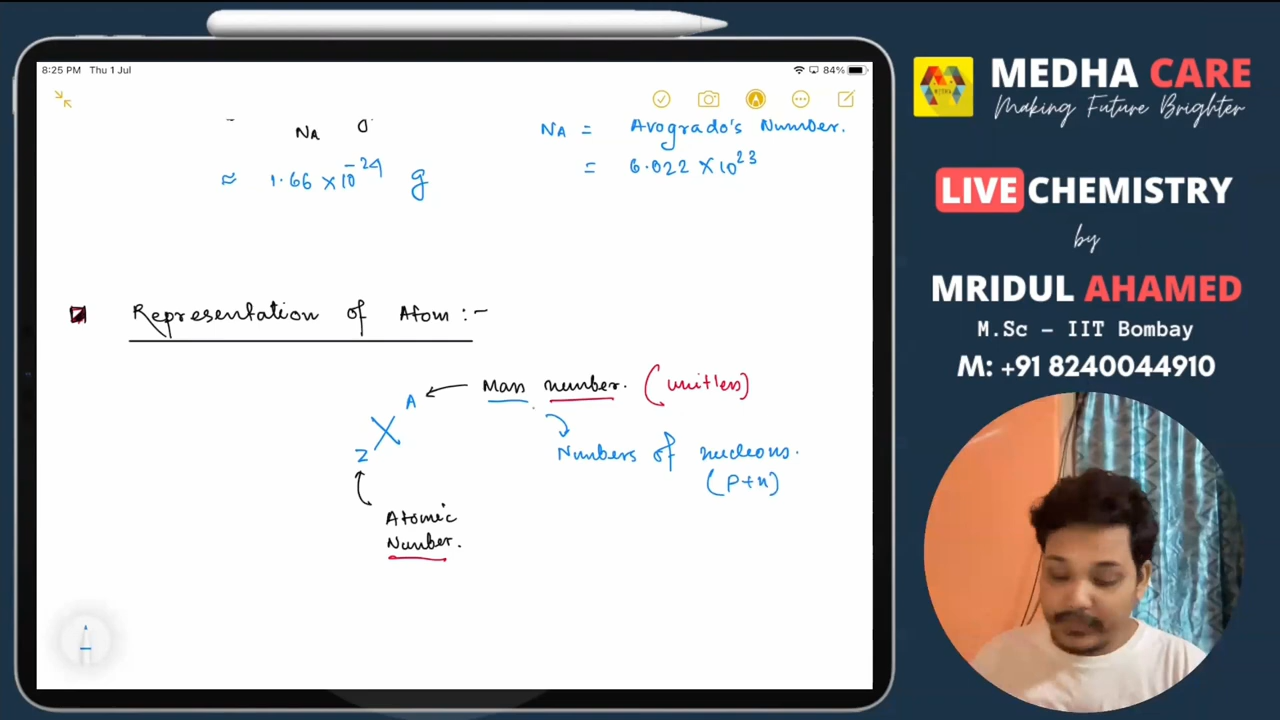 8:25 PM Thu 1 Jul
84%
NA
NA = Avogrado's Number.
≈ 1.66 × 10⁻²⁴ g
= 6.022 × 10²³
Representation of Atom :-
A ← Mass number. (unitless)
X
Numbers of nucleons.
Z
(P+n)
Atomic
Number.
MEDHA CARE
Making Future Brighter
LIVE CHEMISTRY
by
MRIDUL AHAMED
M.Sc – IIT Bombay
M: +91 8240044910